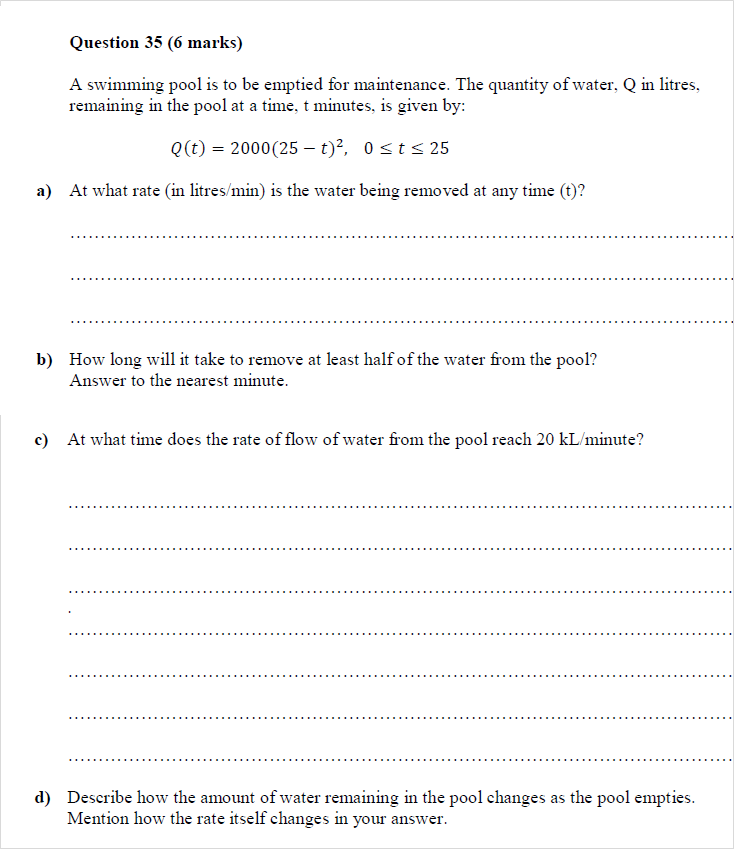 Question 35 (6 marks)
A swimming pool is to be emptied for maintenance. The quantity of water, Q in litres,
remaining in the pool at a time, t minutes, is given by:
Q(t) = 2000(25 − t)², 0 ≤ t ≤ 25
a) At what rate (in litres/min) is the water being removed at any time (t)?
b) How long will it take to remove at least half of the water from the pool?
Answer to the nearest minute.
c) At what time does the rate of flow of water from the pool reach 20 kL/minute?
d) Describe how the amount of water remaining in the pool changes as the pool empties.
Mention how the rate itself changes in your answer.